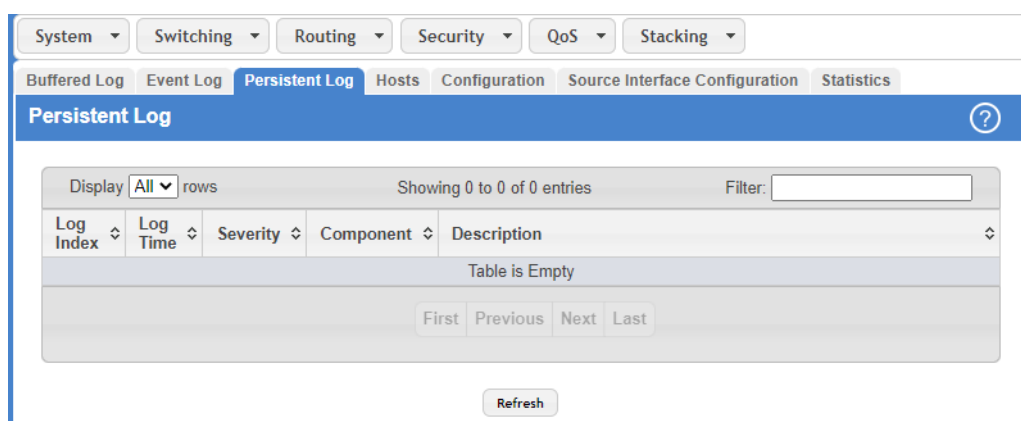 System Switching Routing Security QoS Stacking
Buffered Log Event Log Persistent Log Hosts Configuration Source Interface Configuration Statistics
Persistent Log ?
Display All rows Showing 0 to 0 of 0 entries Filter:
Log Index Log Time Severity Component Description
Table is Empty
First Previous Next Last
Refresh